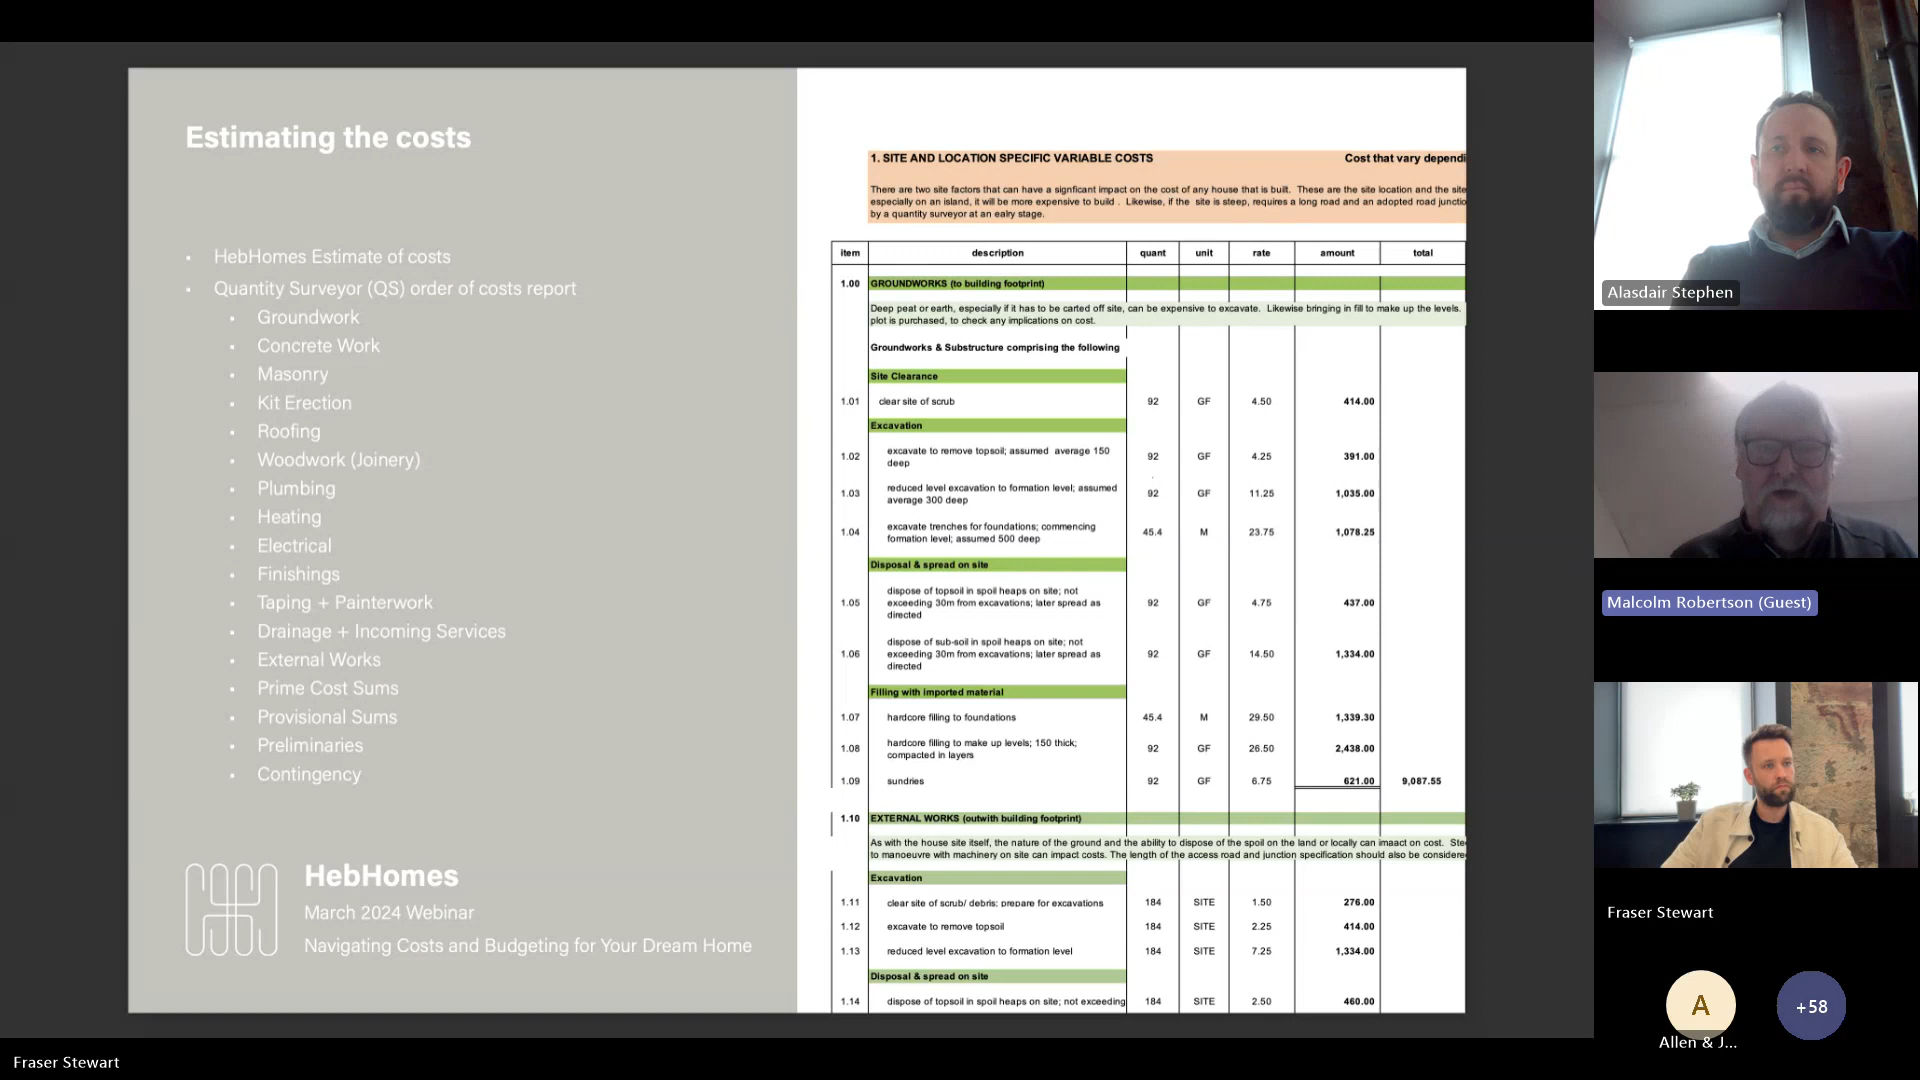 Estimating the costs
• HebHomes Estimate of costs
• Quantity Surveyor (QS) order of costs report
• Groundwork
• Concrete Work
• Masonry
• Kit Erection
• Roofing
• Woodwork (Joinery)
• Plumbing
• Heating
• Electrical
• Finishings
• Taping + Painterwork
• Drainage + Incoming Services
• External Works
• Prime Cost Sums
• Provisional Sums
• Preliminaries
• Contingency
HebHomes
March 2024 Webinar
Navigating Costs and Budgeting for Your Dream Home
1. SITE AND LOCATION SPECIFIC VARIABLE COSTS Cost that vary dependi
There are two site factors that can have a signficant impact on the cost of any house that is built. These are the site location and the site
especially on an island, it will be more expensive to build . Likewise, if the site is steep, requires a long road and an adopted road junctio
by a quantity surveyor at an ealry stage.
item description quant unit rate amount total
1.00 GROUNDWORKS (to building footprint)
Deep peat or earth, especially if it has to be carted off site, can be expensive to excavate. Likewise bringing in fill to make up the levels.
plot is purchased, to check any implications on cost.
Groundworks & Substructure comprising the following
Site Clearance
1.01 clear site of scrub 92 GF 4.50 414.00
Excavation
1.02 excavate to remove topsoil; assumed average 150 92 GF 4.25 391.00
deep
1.03 reduced level excavation to formation level; assumed 92 GF 11.25 1,035.00
average 300 deep
1.04 excavate trenches for foundations; commencing 45.4 M 23.75 1,078.25
formation level; assumed 500 deep
Disposal & spread on site
dispose of topsoil in spoil heaps on site; not
1.05 exceeding 30m from excavations; later spread as 92 GF 4.75 437.00
directed
dispose of sub-soil in spoil heaps on site; not
1.06 exceeding 30m from excavations; later spread as 92 GF 14.50 1,334.00
directed
Filling with imported material
1.07 hardcore filling to foundations 45.4 M 29.50 1,339.30
1.08 hardcore filling to make up levels; 150 thick; 92 GF 26.50 2,438.00
compacted in layers
1.09 sundries 92 GF 6.75 621.00 9,087.55
1.10 EXTERNAL WORKS (outwith building footprint)
As with the house site itself, the nature of the ground and the ability to dispose of the spoil on the land or locally can imaact on cost. Ste
to manoeuvre with machinery on site can impact costs. The length of the access road and junction specification should also be considere
Excavation
1.11 clear site of scrub/ debris; prepare for excavations 184 SITE 1.50 276.00
1.12 excavate to remove topsoil 184 SITE 2.25 414.00
1.13 reduced level excavation to formation level 184 SITE 7.25 1,334.00
Disposal & spread on site
1.14 dispose of topsoil in spoil heaps on site; not exceeding 184 SITE 2.50 460.00
Alasdair Stephen
Malcolm Robertson (Guest)
Fraser Stewart
A
+58
Allen & J...
Fraser Stewart